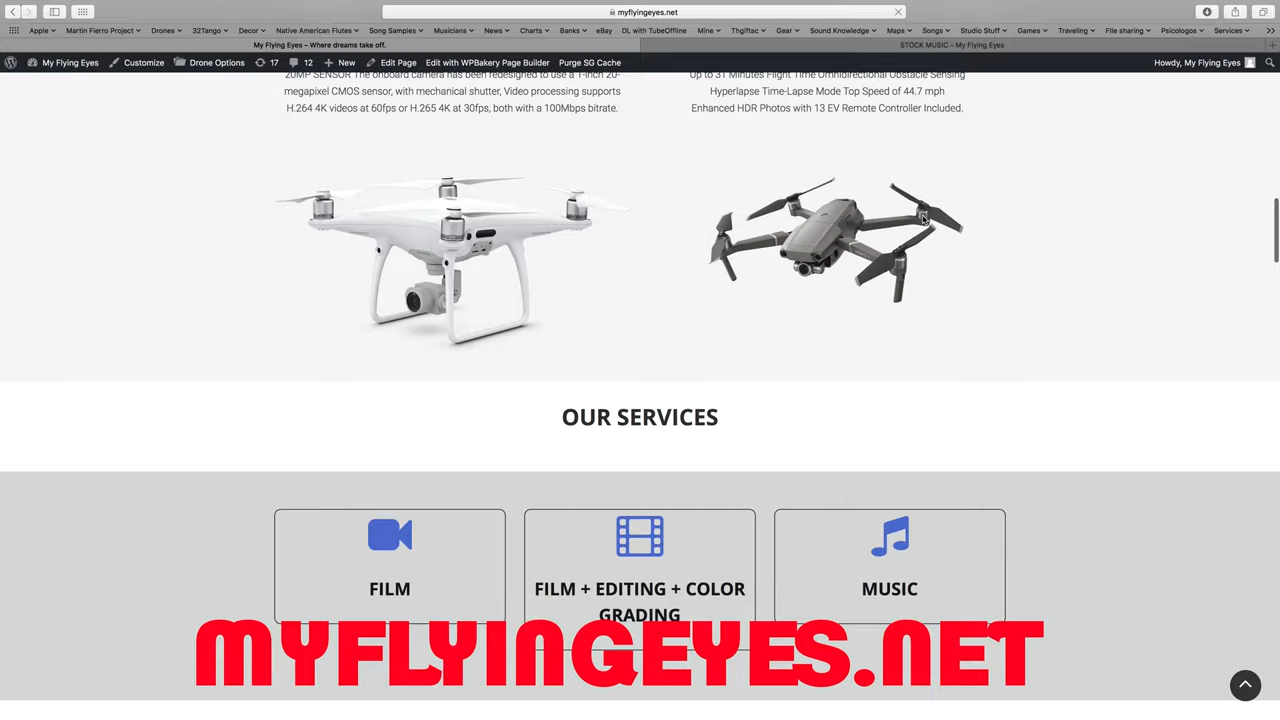 myflyingeyes.net
Apple Martin Fierro Project Drones 32Tango Decor Native American Flutes Song Samples Musicians News Charts eBay DL with TubeOffline Mine Thgiftac Gear Sound Knowledge Maps Songs Studio Stuff Games Traveling File sharing Psicologos Services
My Flying Eyes – Where dreams take off. STOCK MUSIC – My Flying Eyes
My Flying Eyes Customize Drone Options 17 12 New Edit Page Edit with WPBakery Page Builder Purge SG Cache Howdy, My Flying Eyes
20MP SENSOR The onboard camera has been redesigned to use a 1-inch 20-
megapixel CMOS sensor, with mechanical shutter, Video processing supports
H.264 4K videos at 60fps or H.265 4K at 30fps, both with a 100Mbps bitrate.
Up to 31 Minutes Flight Time Omnidirectional Obstacle Sensing
Hyperlapse Time-Lapse Mode Top Speed of 44.7 mph
Enhanced HDR Photos with 13 EV Remote Controller Included.
OUR SERVICES
FILM
FILM + EDITING + COLOR
GRADING
MUSIC
MYFLYINGEYES.NET